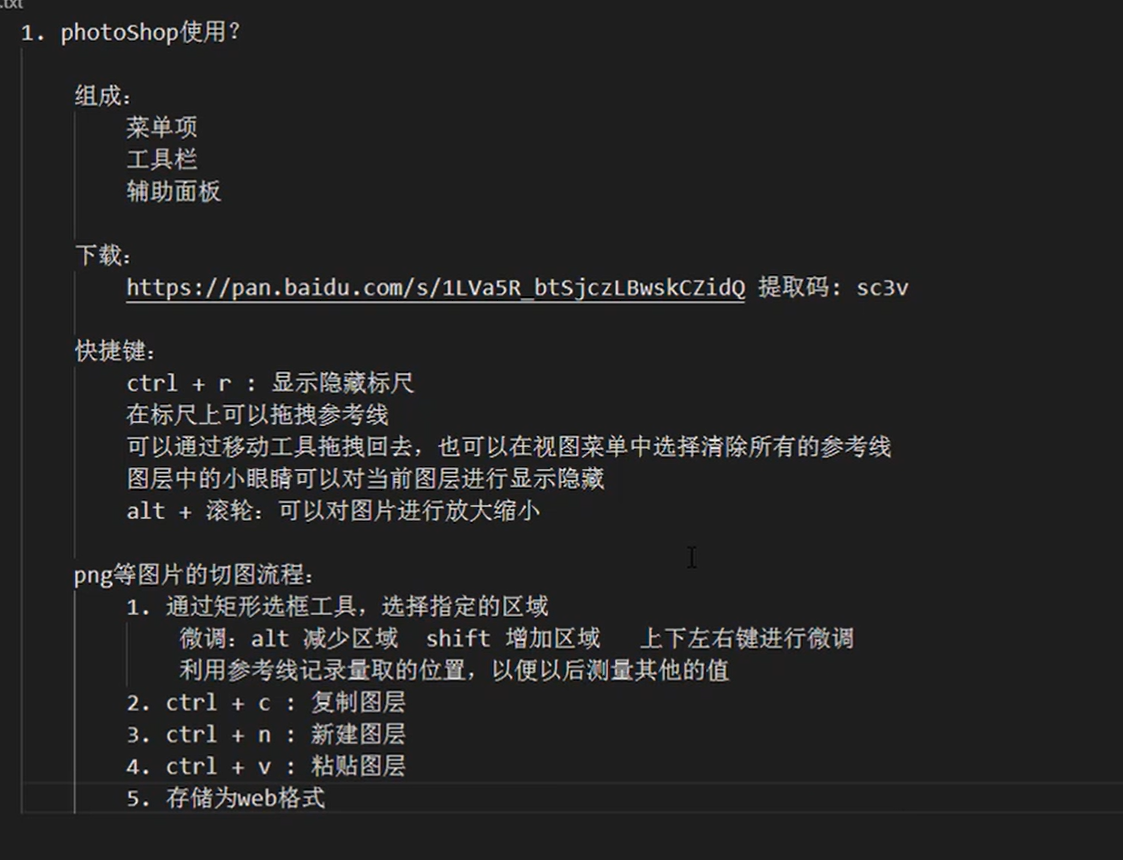 .txt
1. photoShop使用?
组成:
菜单项
工具栏
辅助面板
下载:
https://pan.baidu.com/s/1LVa5R_btSjczLBwskCZidQ 提取码: sc3v
快捷键:
ctrl + r : 显示隐藏标尺
在标尺上可以拖拽参考线
可以通过移动工具拖拽回去，也可以在视图菜单中选择清除所有的参考线
图层中的小眼睛可以对当前图层进行显示隐藏
alt + 滚轮: 可以对图片进行放大缩小
png等图片的切图流程:
1. 通过矩形选框工具，选择指定的区域
微调: alt 减少区域  shift 增加区域   上下左右键进行微调
利用参考线记录量取的位置，以便以后测量其他的值
2. ctrl + c : 复制图层
3. ctrl + n : 新建图层
4. ctrl + v : 粘贴图层
5. 存储为web格式